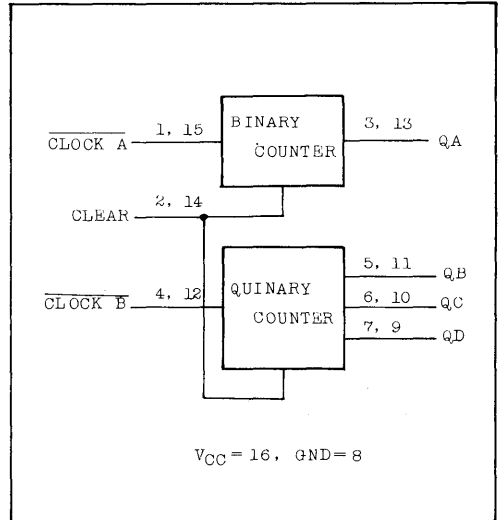 1, 15
BINARY
3, 13
CLOCK A
COUNTER
QA
2, 14
CLEAR
5, 11
QB
CLOCK B
4, 12
QUINARY
6, 10
QC
COUNTER
7, 9
QD
VCC = 16, GND = 8